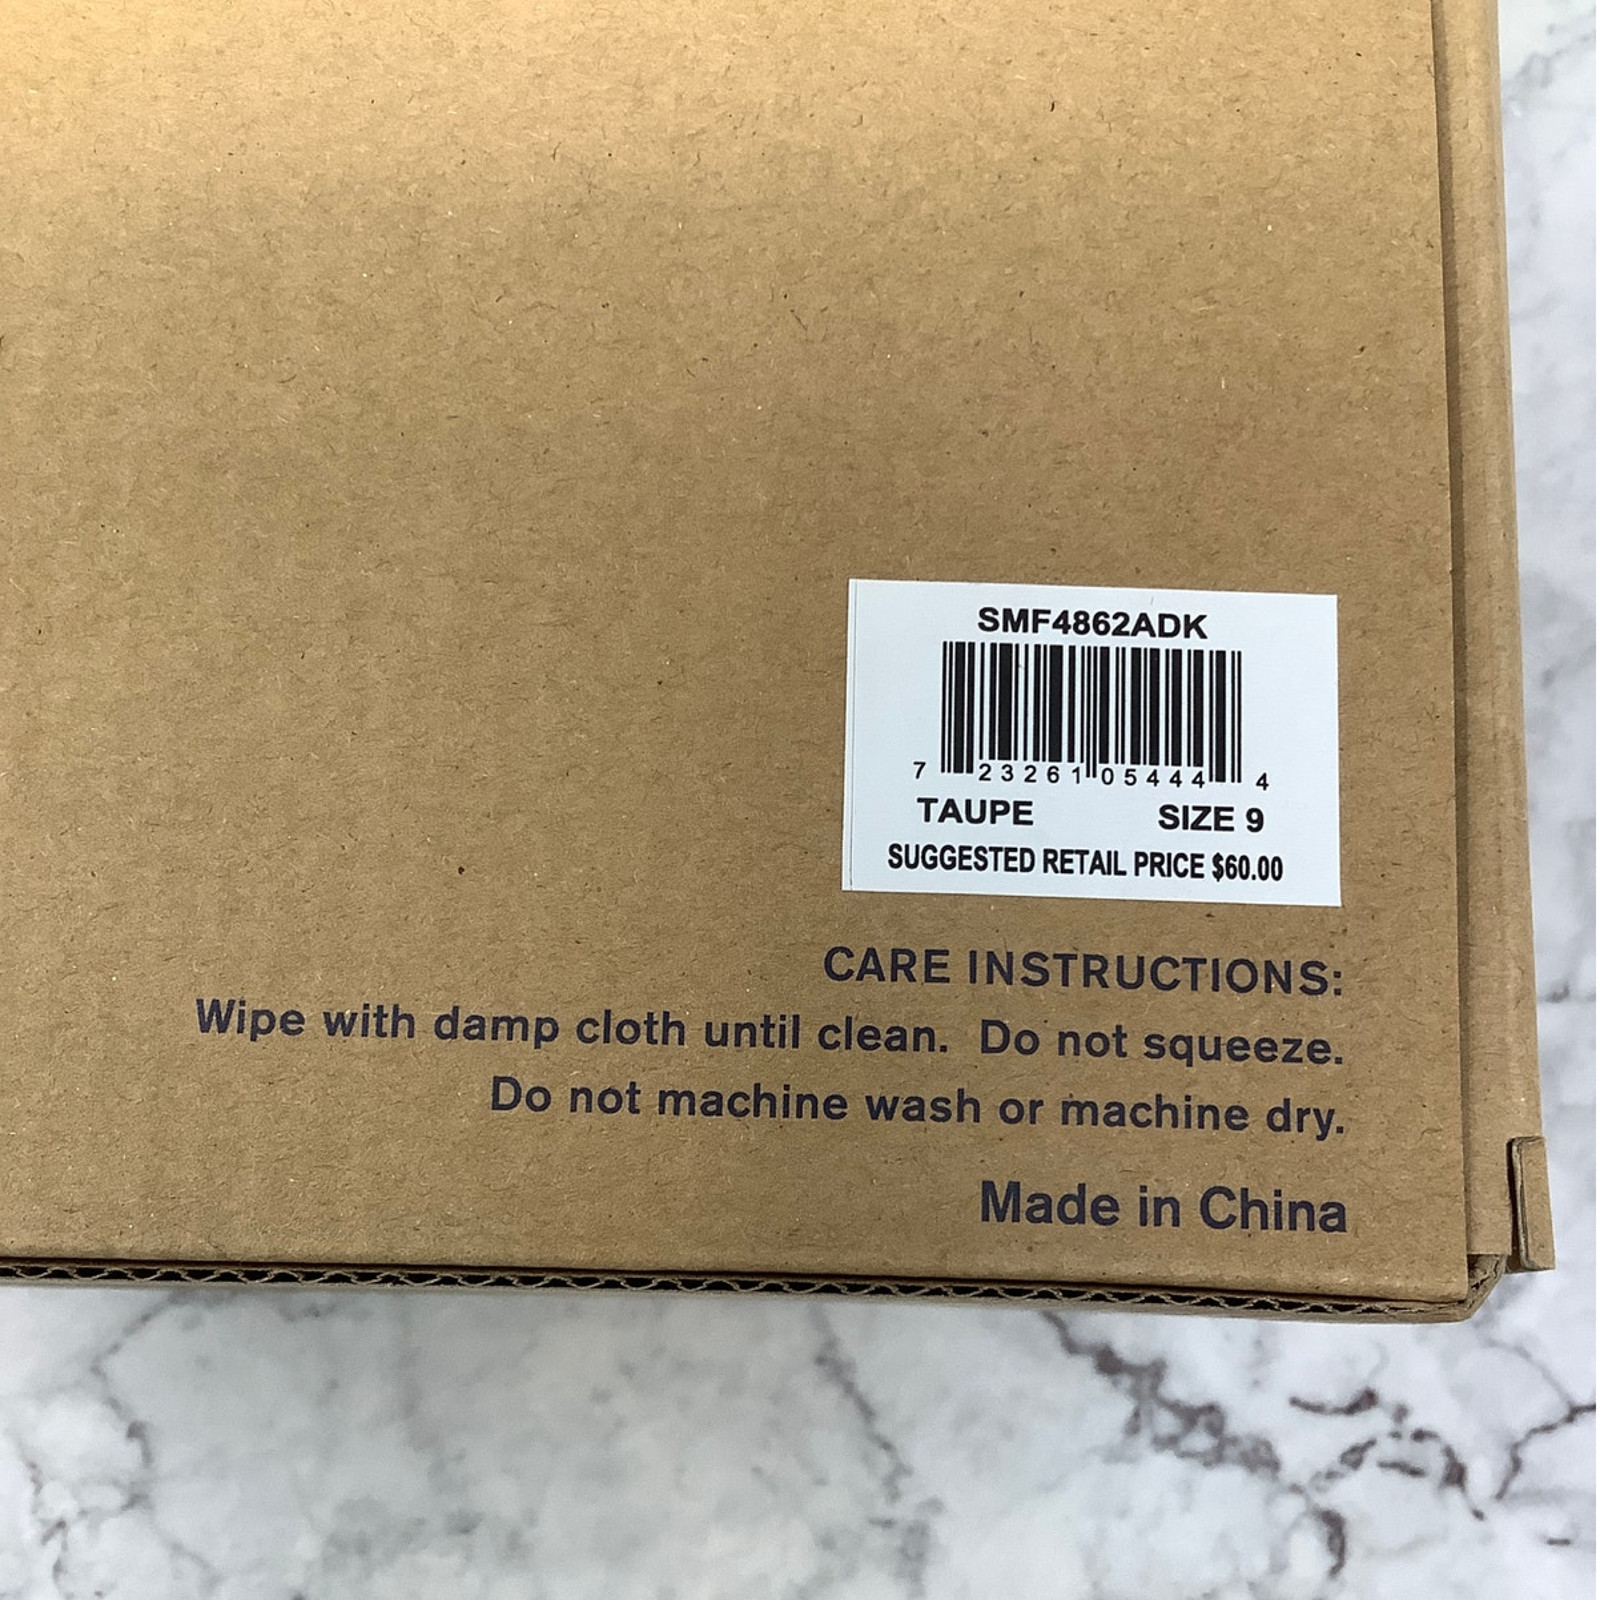 SMF4862ADK
7 23261 05444 4
TAUPE SIZE 9
SUGGESTED RETAIL PRICE $60.00
CARE INSTRUCTIONS:
Wipe with damp cloth until clean. Do not squeeze.
Do not machine wash or machine dry.
Made in China